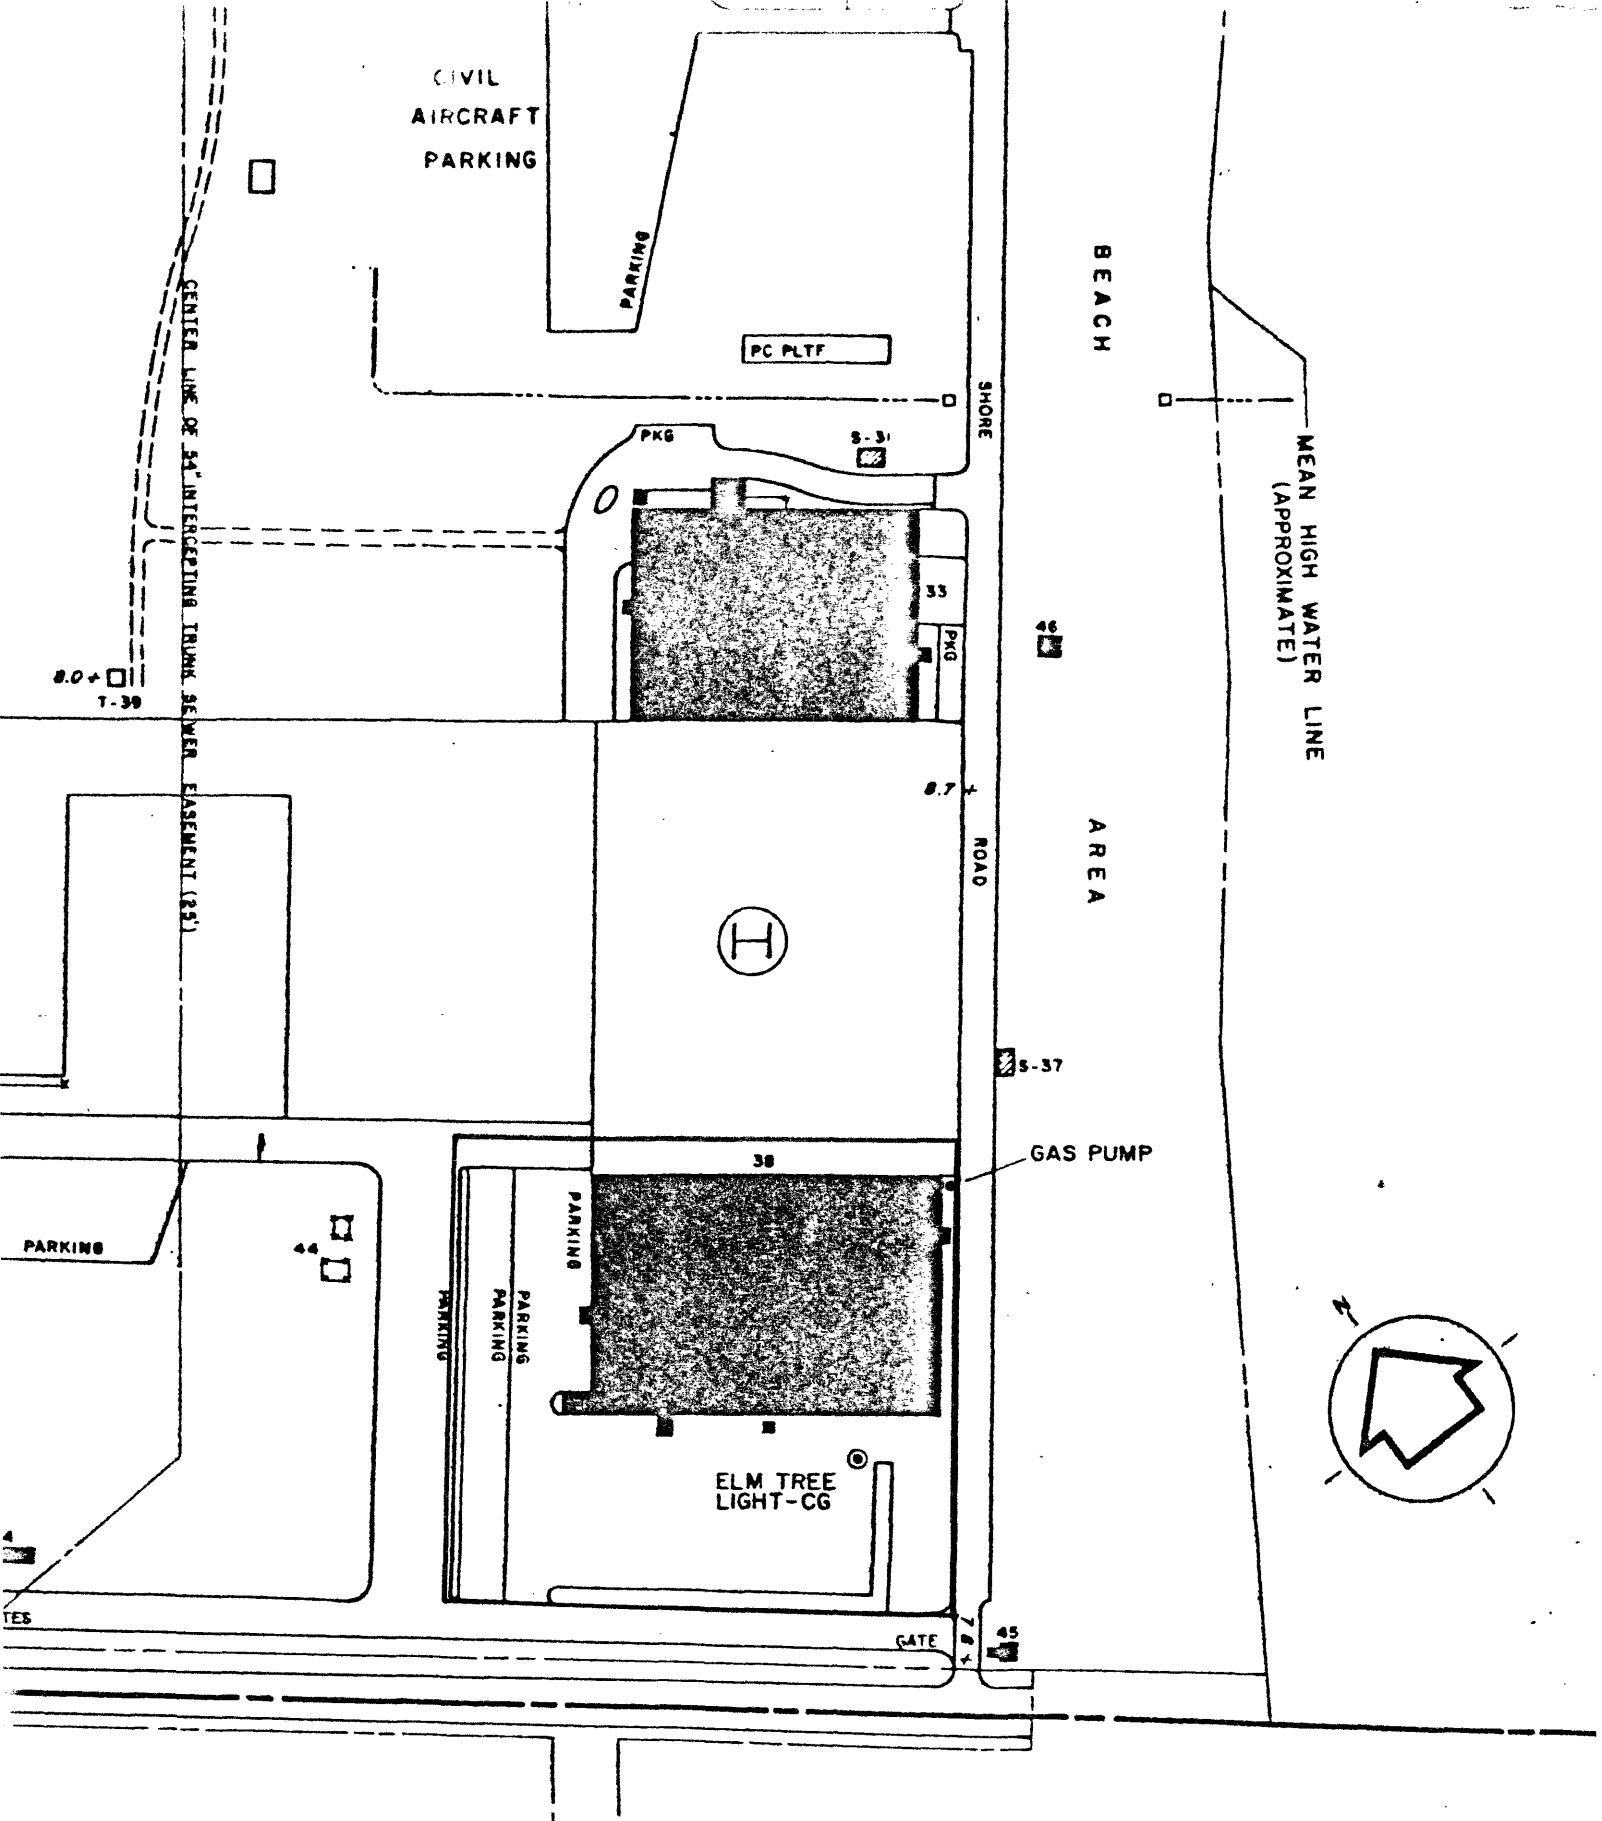 CIVIL
AIRCRAFT
PARKING
PARKING
PC PLTF
BEACH
SHORE
PKG
S-31
MEAN HIGH WATER LINE
(APPROXIMATE)
CENTER LINE OF 54" INTERCEPTING TRUNK SEWER EASEMENT (25')
33
PKG
46
8.0 +
T-39
8.7 +
ROAD
AREA
H
S-37
GAS PUMP
38
PARKING
PARKING
44
PARKING
PARKING
PARKING
N
ELM TREE
LIGHT-CG
4
TES
GATE
7.8 +
45